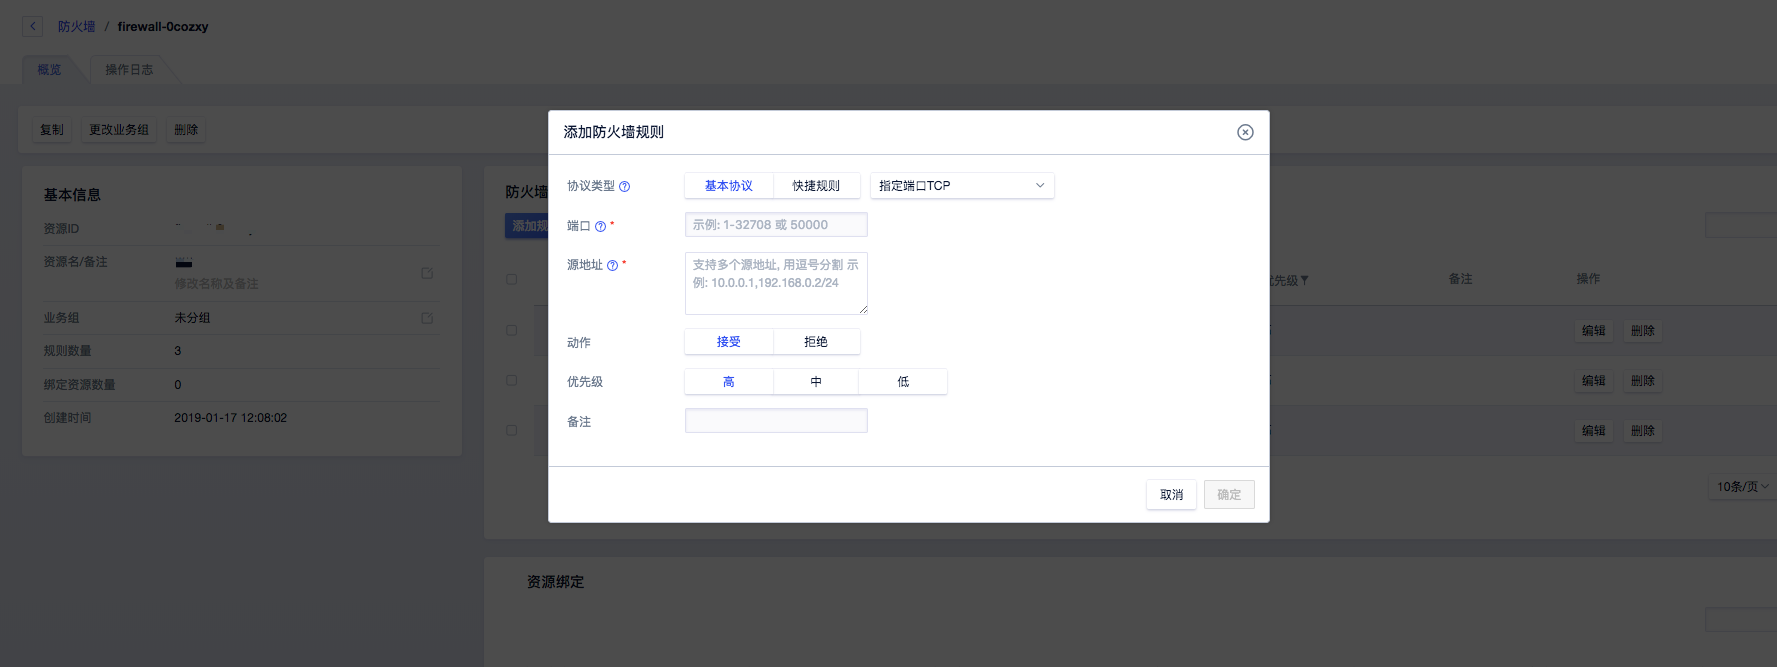 防火墙 / firewall-0cozxy
概览 操作日志
复制 更改业务组 删除
基本信息
资源ID
资源名/备注
修改名称及备注
业务组 未分组
规则数量 3
绑定资源数量 0
创建时间 2019-01-17 12:08:02
防火墙
添加规
优先级 备注 操作
编辑 删除
编辑 删除
编辑 删除
10条/页
资源绑定
添加防火墙规则
协议类型 基本协议 快捷规则 指定端口TCP
端口 * 示例: 1-32708 或 50000
源地址 * 支持多个源地址, 用逗号分割 示
例: 10.0.0.1,192.168.0.2/24
动作 接受 拒绝
优先级 高 中 低
备注
取消 确定